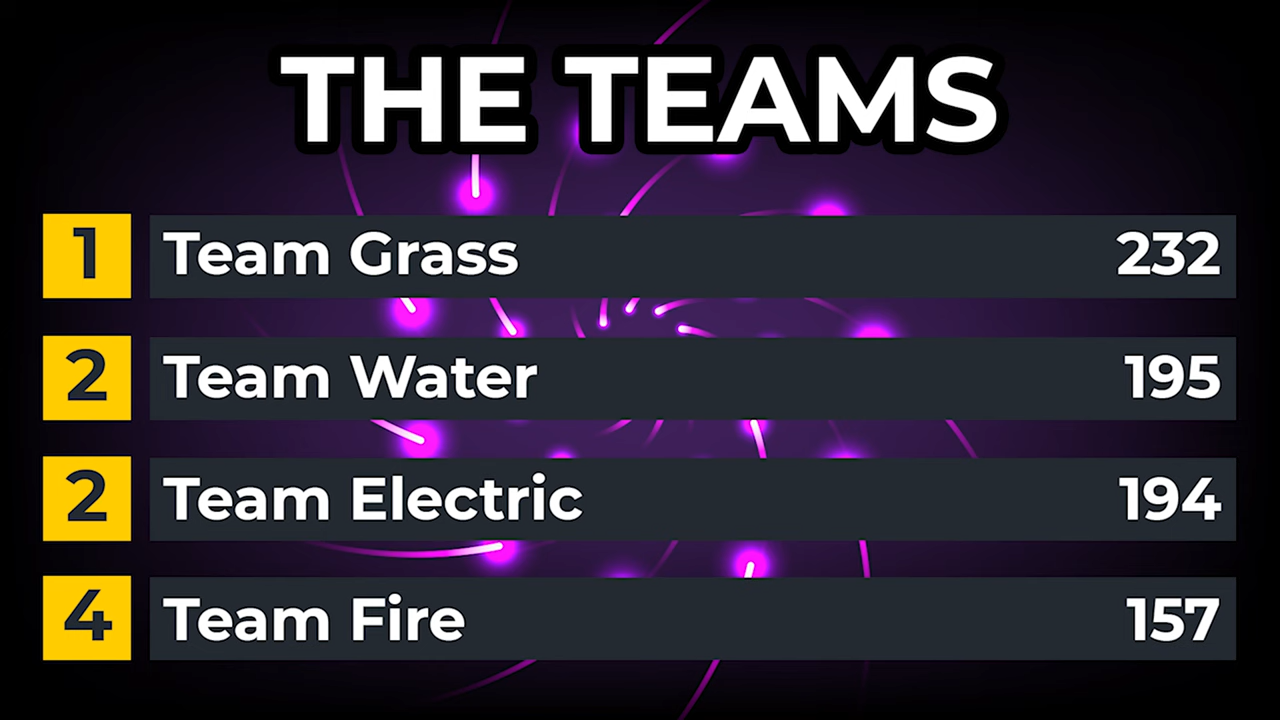 THE TEAMS
1 Team Grass 232
2 Team Water 195
2 Team Electric 194
4 Team Fire 157